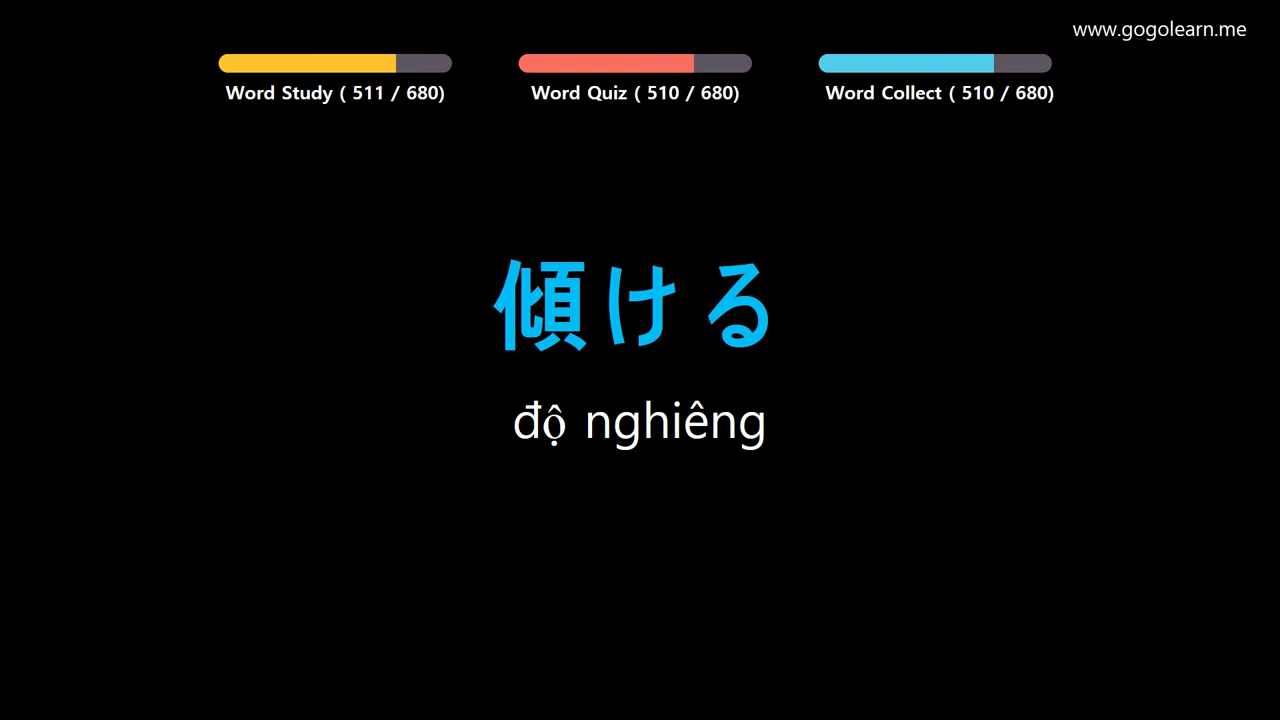 www.gogolearn.me
Word Study ( 511 / 680)
Word Quiz ( 510 / 680)
Word Collect ( 510 / 680)
傾ける
độ nghiêng